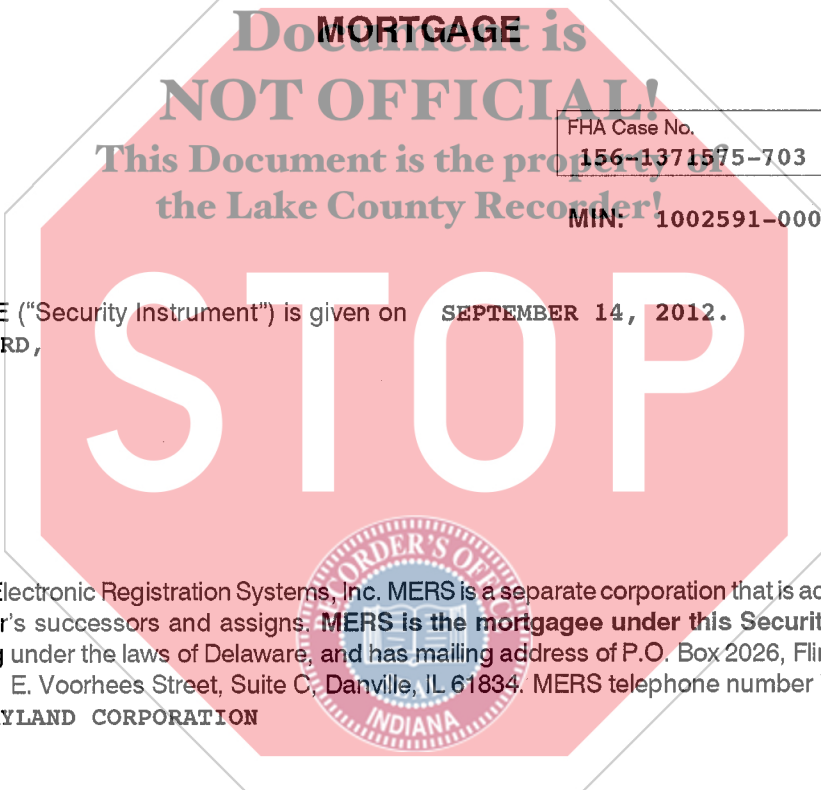 Document is
MORTGAGE
NOT OFFICIAL!
FHA Case No.
This Document is the property of
156-1371575-703
the Lake County Recorder!
MIN: 1002591-000
E (“Security Instrument”) is given on SEPTEMBER 14, 2012.
RD,
STOP
RECORDER'S OFFICE
Electronic Registration Systems, Inc. MERS is a separate corporation that is ac
r's successors and assigns. MERS is the mortgagee under this Securit
g under the laws of Delaware, and has mailing address of P.O. Box 2026, Fli
E. Voorhees Street, Suite C, Danville, IL 61834. MERS telephone number
YLAND CORPORATION
INDIANA